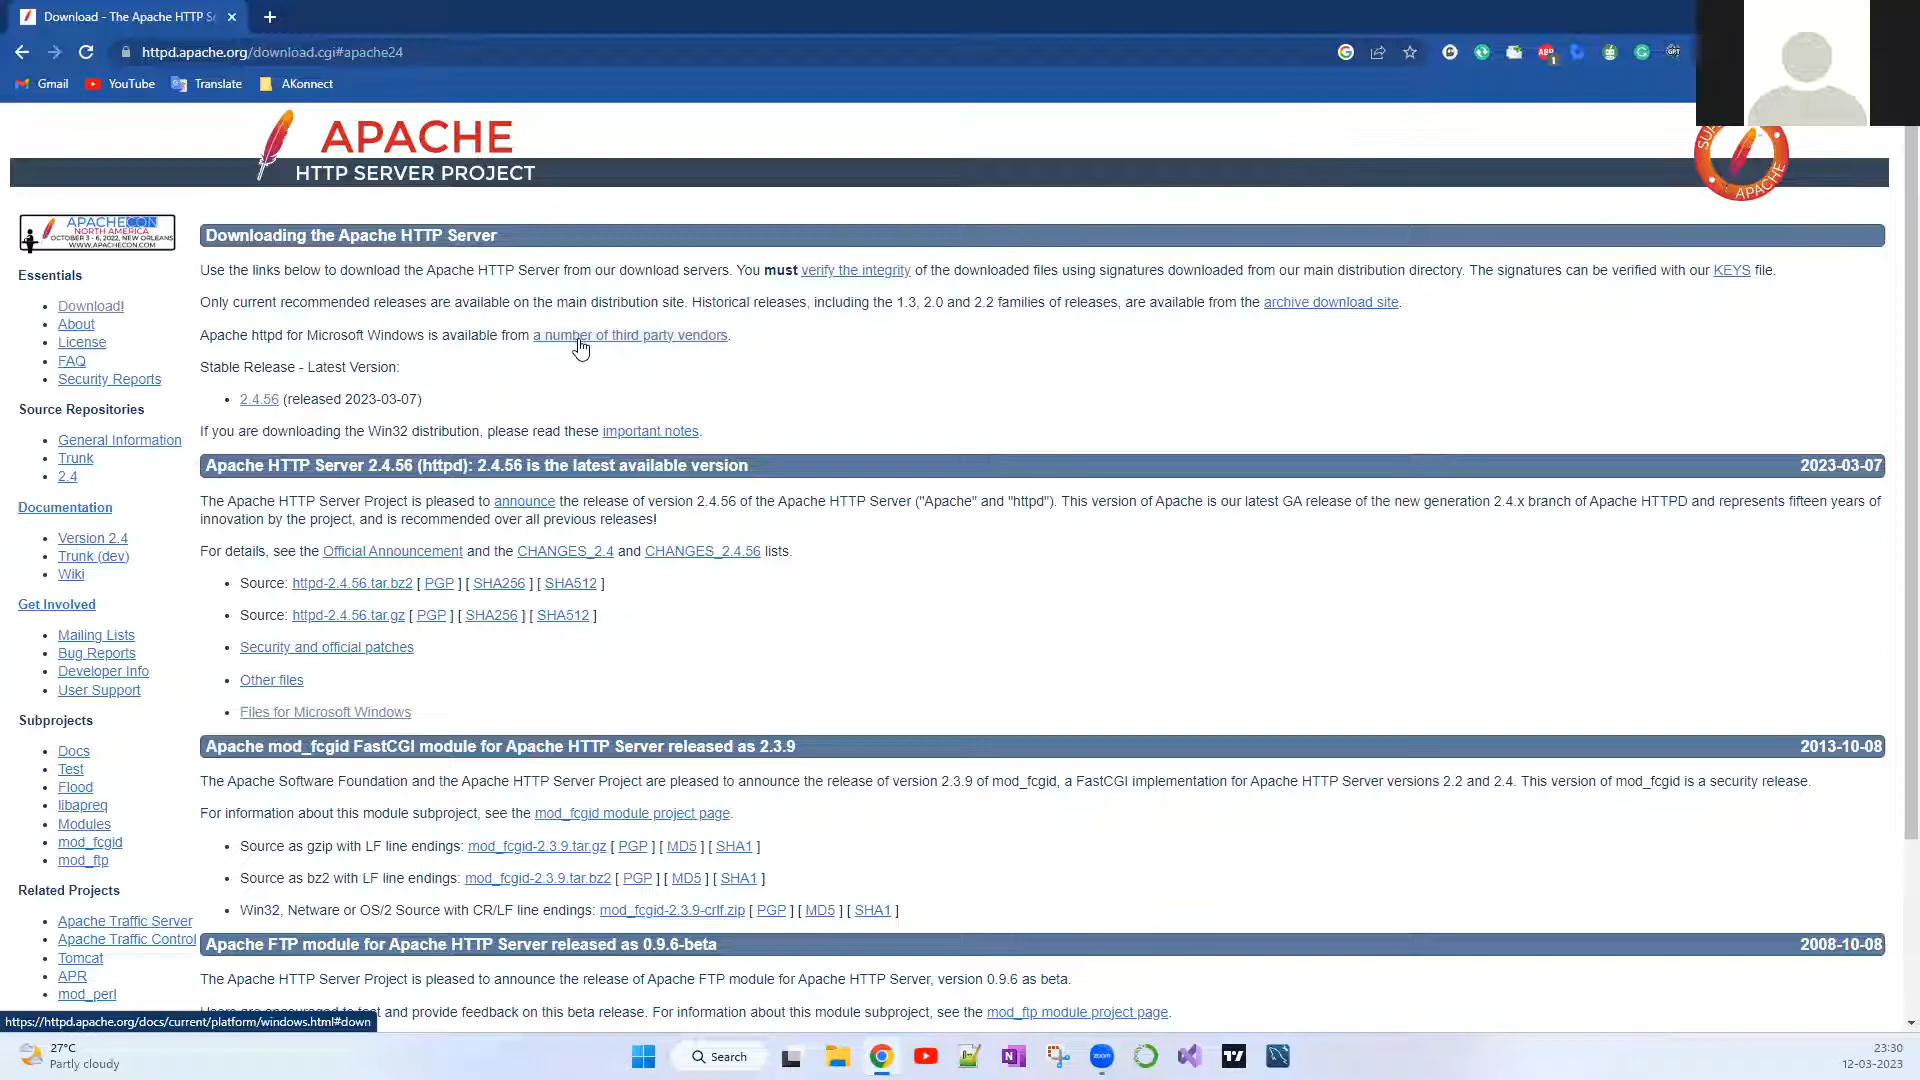 Download - The Apache HTTP Se
httpd.apache.org/download.cgi#apache24
Gmail
YouTube
Translate
AKonnect
APACHE
HTTP SERVER PROJECT
APACHE
APACHECON
NORTH AMERICA
OCTOBER 3 - 6, 2022, NEW ORLEANS
WWW.APACHECON.COM
Essentials
Download!
About
License
FAQ
Security Reports
Source Repositories
General Information
Trunk
2.4
Documentation
Version 2.4
Trunk (dev)
Wiki
Get Involved
Mailing Lists
Bug Reports
Developer Info
User Support
Subprojects
Docs
Test
Flood
libapreq
Modules
mod_fcgid
mod_ftp
Related Projects
Apache Traffic Server
Apache Traffic Control
Tomcat
APR
mod_perl
Downloading the Apache HTTP Server
Use the links below to download the Apache HTTP Server from our download servers. You must verify the integrity of the downloaded files using signatures downloaded from our main distribution directory. The signatures can be verified with our KEYS file.
Only current recommended releases are available on the main distribution site. Historical releases, including the 1.3, 2.0 and 2.2 families of releases, are available from the archive download site.
Apache httpd for Microsoft Windows is available from a number of third party vendors.
Stable Release - Latest Version:
2.4.56 (released 2023-03-07)
If you are downloading the Win32 distribution, please read these important notes.
Apache HTTP Server 2.4.56 (httpd): 2.4.56 is the latest available version 2023-03-07
The Apache HTTP Server Project is pleased to announce the release of version 2.4.56 of the Apache HTTP Server ("Apache" and "httpd"). This version of Apache is our latest GA release of the new generation 2.4.x branch of Apache HTTPD and represents fifteen years of
innovation by the project, and is recommended over all previous releases!
For details, see the Official Announcement and the CHANGES_2.4 and CHANGES_2.4.56 lists.
Source: httpd-2.4.56.tar.bz2 [ PGP ] [ SHA256 ] [ SHA512 ]
Source: httpd-2.4.56.tar.gz [ PGP ] [ SHA256 ] [ SHA512 ]
Security and official patches
Other files
Files for Microsoft Windows
Apache mod_fcgid FastCGI module for Apache HTTP Server released as 2.3.9 2013-10-08
The Apache Software Foundation and the Apache HTTP Server Project are pleased to announce the release of version 2.3.9 of mod_fcgid, a FastCGI implementation for Apache HTTP Server versions 2.2 and 2.4. This version of mod_fcgid is a security release.
For information about this module subproject, see the mod_fcgid module project page.
Source as gzip with LF line endings: mod_fcgid-2.3.9.tar.gz [ PGP ] [ MD5 ] [ SHA1 ]
Source as bz2 with LF line endings: mod_fcgid-2.3.9.tar.bz2 [ PGP ] [ MD5 ] [ SHA1 ]
Win32, Netware or OS/2 Source with CR/LF line endings: mod_fcgid-2.3.9-crlf.zip [ PGP ] [ MD5 ] [ SHA1 ]
Apache FTP module for Apache HTTP Server released as 0.9.6-beta 2008-10-08
The Apache HTTP Server Project is pleased to announce the release of Apache FTP module for Apache HTTP Server, version 0.9.6 as beta.
and provide feedback on this beta release. For information about this module subproject, see the mod_ftp module project page.
https://httpd.apache.org/docs/current/platform/windows.html#down
27°C
Partly cloudy
Search
zoom
23:30
12-03-2023